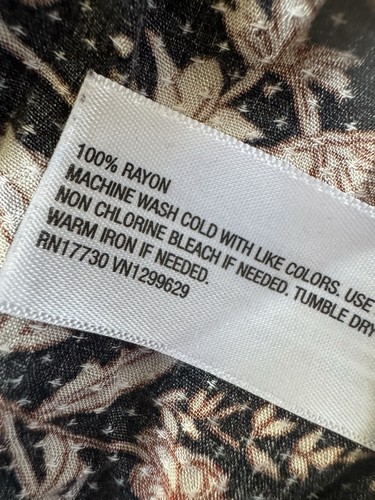 100% RAYON
MACHINE WASH COLD WITH LIKE COLORS. USE
NON CHLORINE BLEACH IF NEEDED. TUMBLE DRY
WARM IRON IF NEEDED.
RN17730 VN1299629